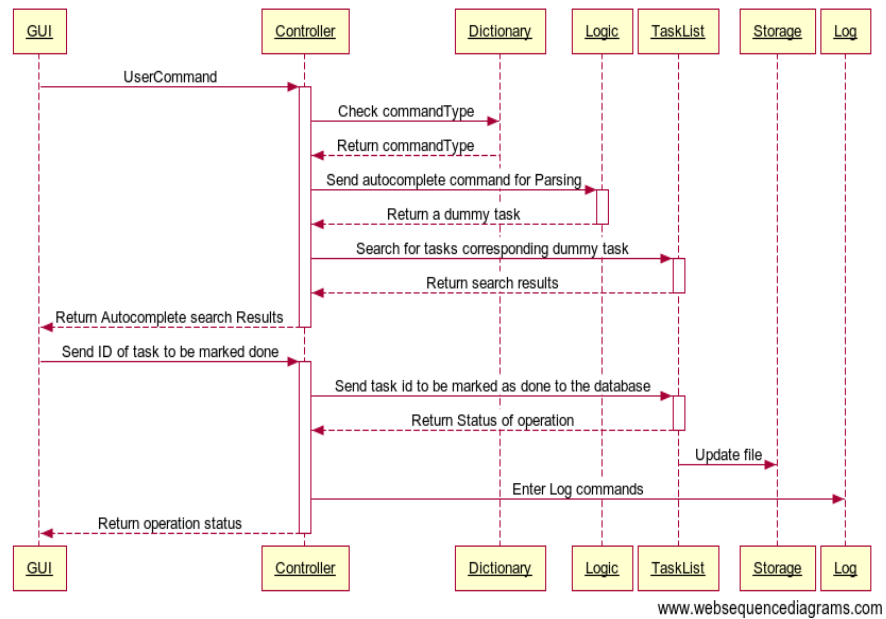 GUI Controller Dictionary Logic TaskList Storage Log
UserCommand
Check commandType
Return commandType
Send autocomplete command for Parsing
Return a dummy task
Search for tasks corresponding dummy task
Return search results
Return Autocomplete search Results
Send ID of task to be marked done
Send task id to be marked as done to the database
Return Status of operation
Update file
Enter Log commands
Return operation status
GUI Controller Dictionary Logic TaskList Storage Log
www.websequencediagrams.com